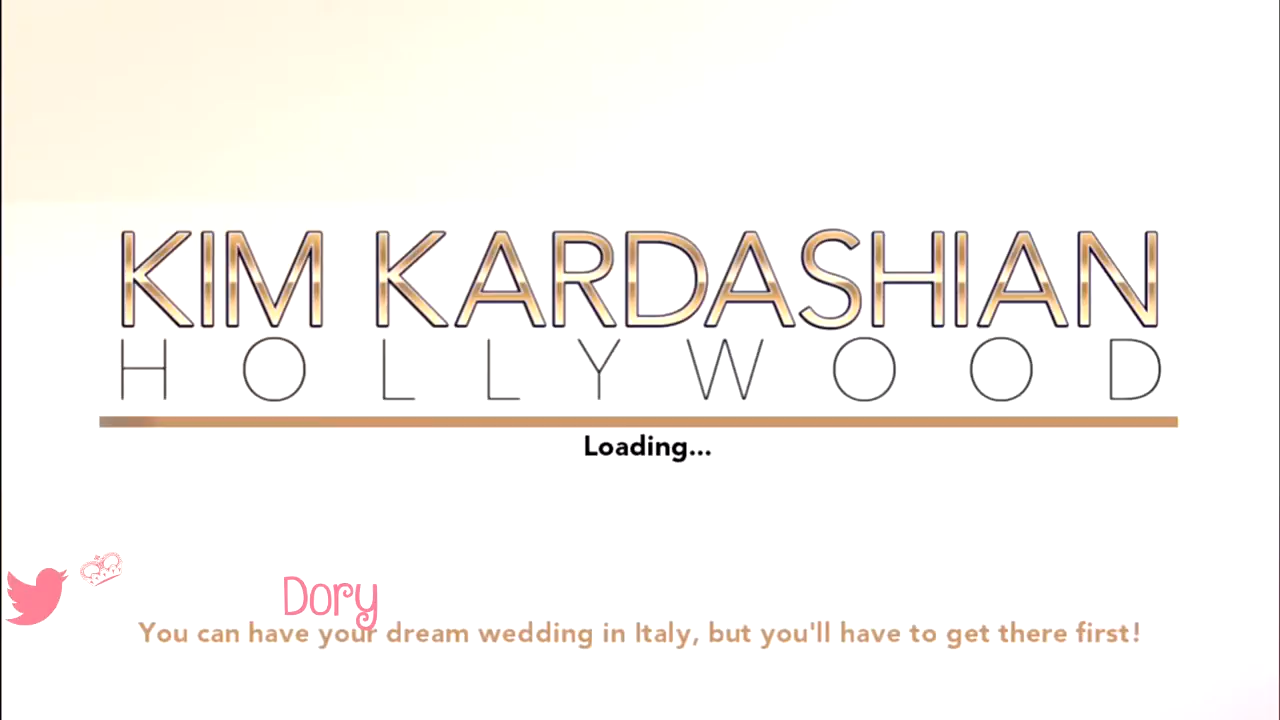 KIM KARDASHIAN
HOLLYWOOD
Loading...
Dory
You can have your dream wedding in Italy, but you'll have to get there first!